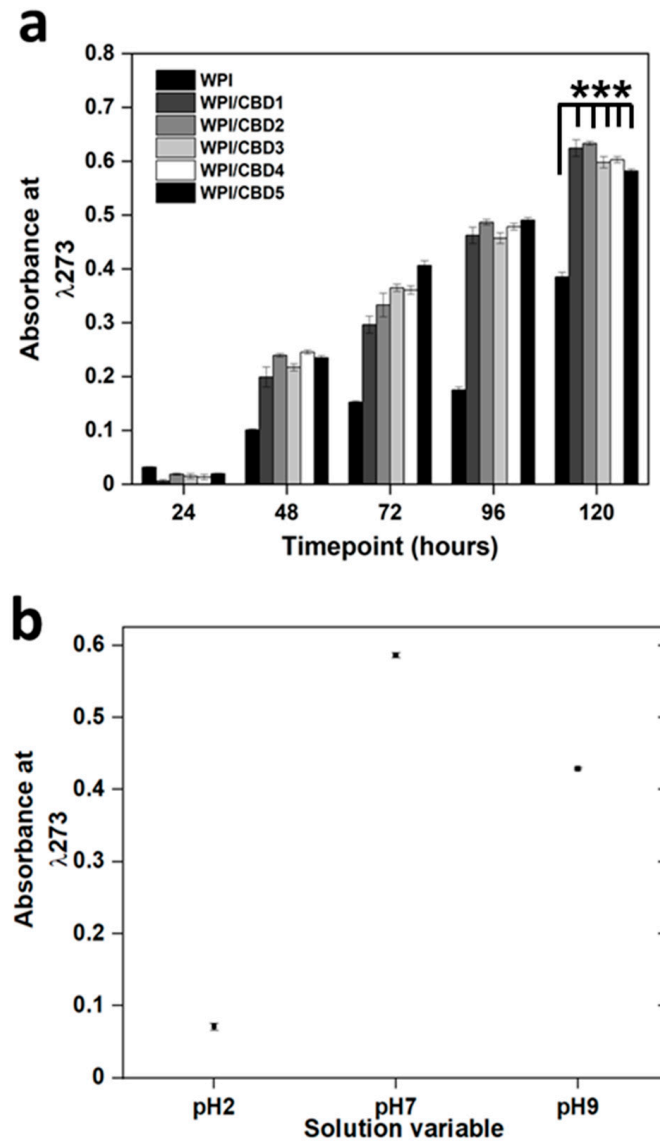 a
Absorbance at
λ273
0.8
0.7
0.6
0.5
0.4
0.3
0.2
0.1
0
WPI
WPI/CBD1
WPI/CBD2
WPI/CBD3
WPI/CBD4
WPI/CBD5
***
24 48 72 96 120
Timepoint (hours)
b
Absorbance at
λ273
0.6
0.5
0.4
0.3
0.2
0.1
0
pH2 pH7 pH9
Solution variable